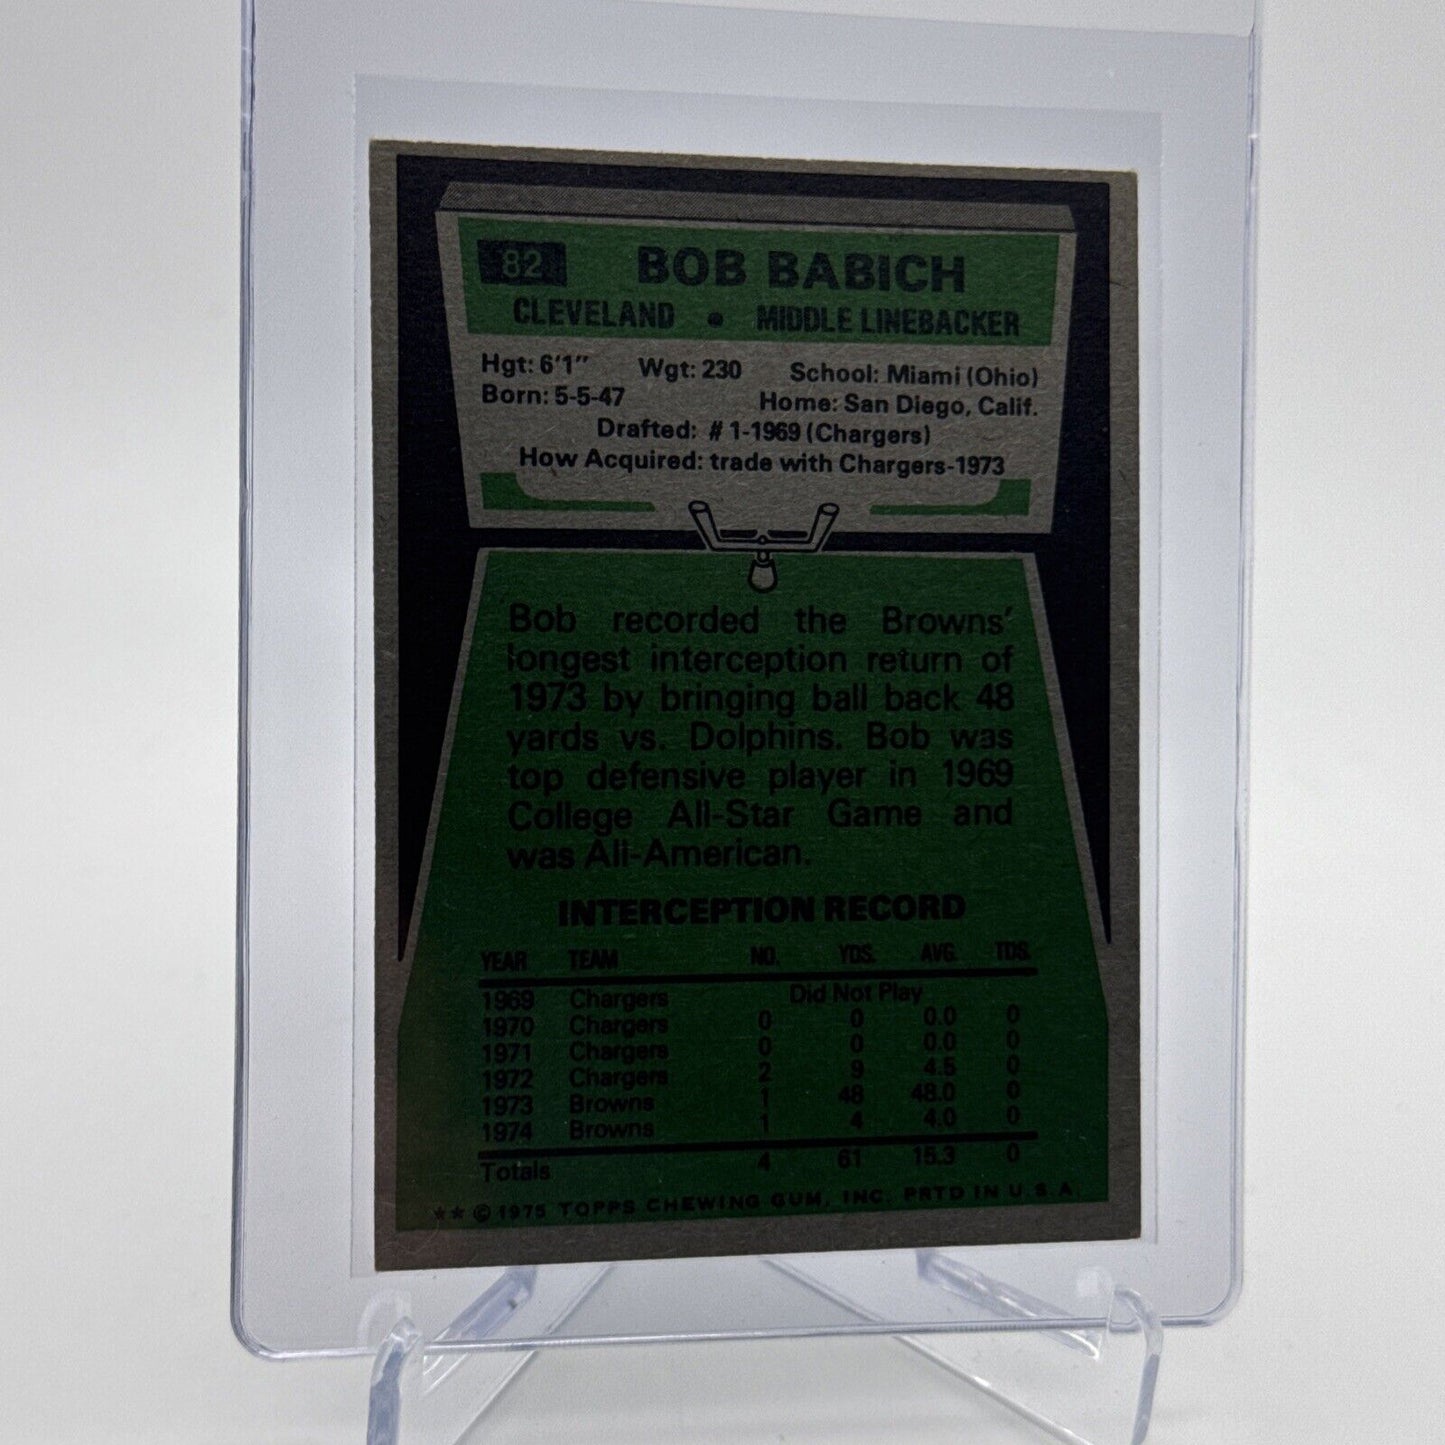 82 BOB BABICH
CLEVELAND • MIDDLE LINEBACKER
Hgt: 6'1" Wgt: 230 School: Miami (Ohio)
Born: 5-5-47 Home: San Diego, Calif.
Drafted: #1-1969 (Chargers)
How Acquired: trade with Chargers-1973
Bob recorded the Browns'
longest interception return of
1973 by bringing ball back 48
yards vs. Dolphins. Bob was
top defensive player in 1969
College All-Star Game and
was All-American.
INTERCEPTION RECORD
YEAR TEAM NO. YDS. AVG. TDS.
1969 Chargers Did Not Play
1970 Chargers 0 0 0.0 0
1971 Chargers 0 0 0.0 0
1972 Chargers 2 9 4.5 0
1973 Browns 1 48 48.0 0
1974 Browns 1 4 4.0 0
Totals 4 61 15.3 0
** © 1975 TOPPS CHEWING GUM, INC. PRTD IN U.S.A.